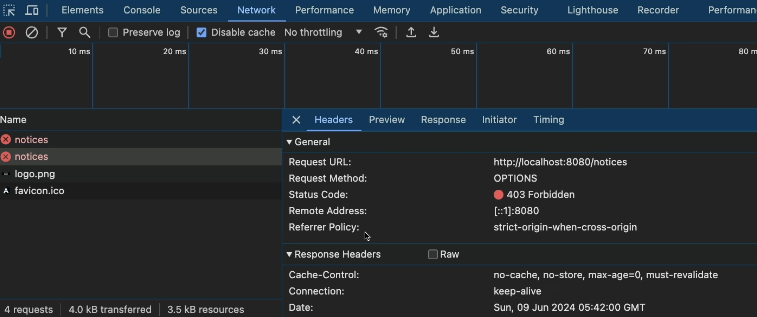 Elements Console Sources Network Performance Memory Application Security Lighthouse Recorder Performan
Preserve log Disable cache No throttling
10 ms 20 ms 30 ms 40 ms 50 ms 60 ms 70 ms 80 m
Name
notices
notices
logo.png
favicon.ico
4 requests 4.0 kB transferred 3.5 kB resources
Headers Preview Response Initiator Timing
General
Request URL: http://localhost:8080/notices
Request Method: OPTIONS
Status Code: 403 Forbidden
Remote Address: [::1]:8080
Referrer Policy: strict-origin-when-cross-origin
Response Headers Raw
Cache-Control: no-cache, no-store, max-age=0, must-revalidate
Connection: keep-alive
Date: Sun, 09 Jun 2024 05:42:00 GMT